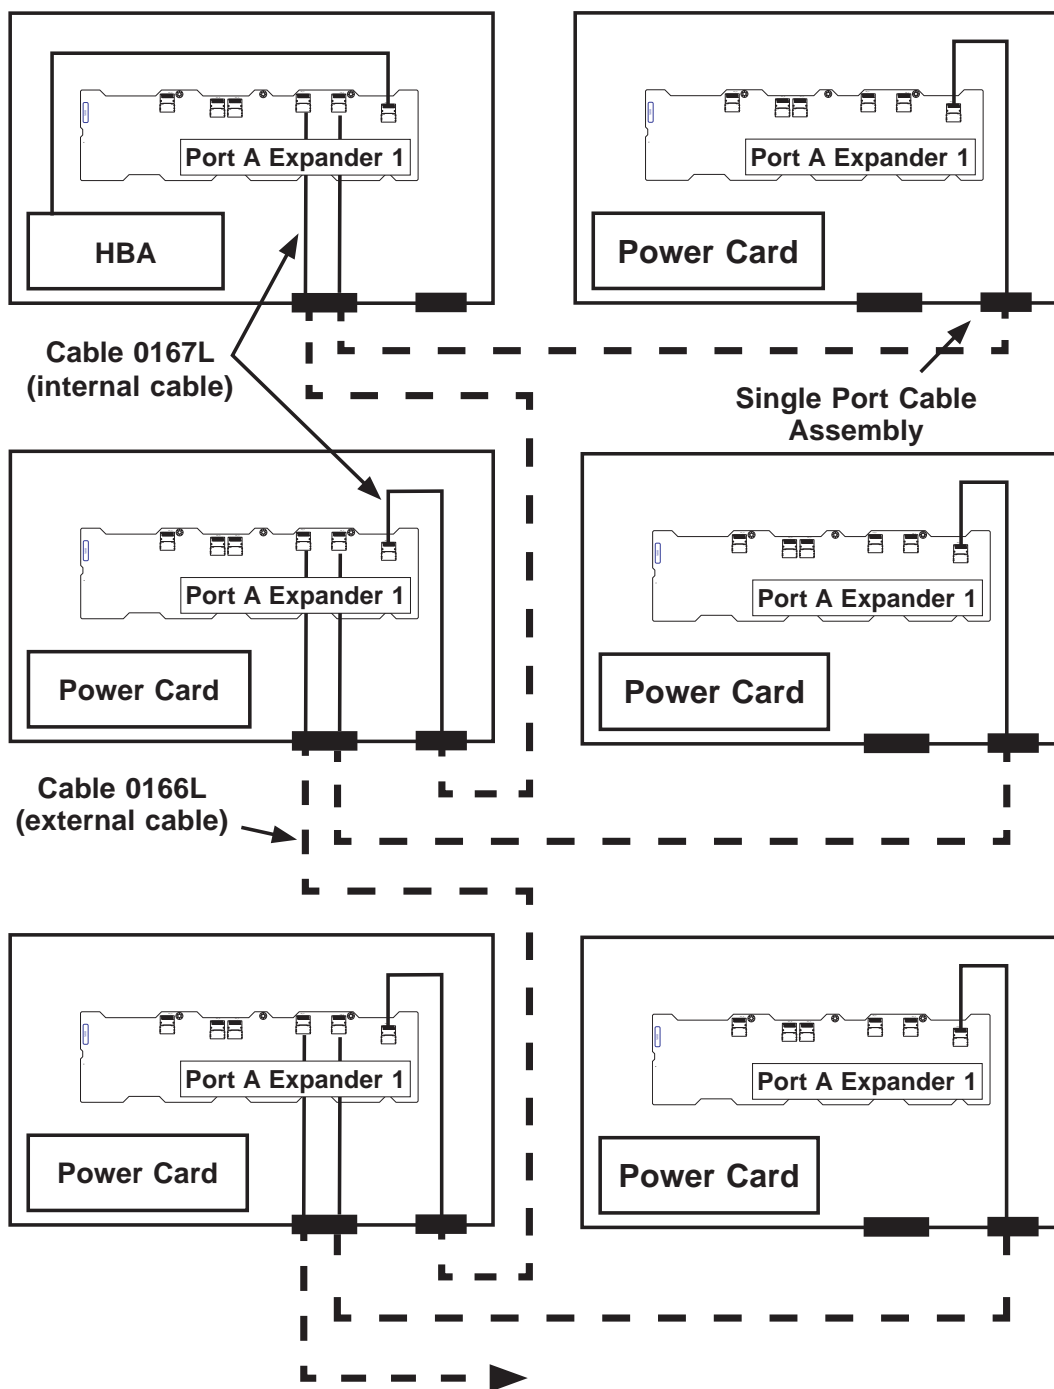 Port A Expander 1
HBA
Port A Expander 1
Power Card
Cable 0167L
(internal cable)
Single Port Cable
Assembly
Port A Expander 1
Power Card
Port A Expander 1
Power Card
Cable 0166L
(external cable)
Port A Expander 1
Power Card
Port A Expander 1
Power Card